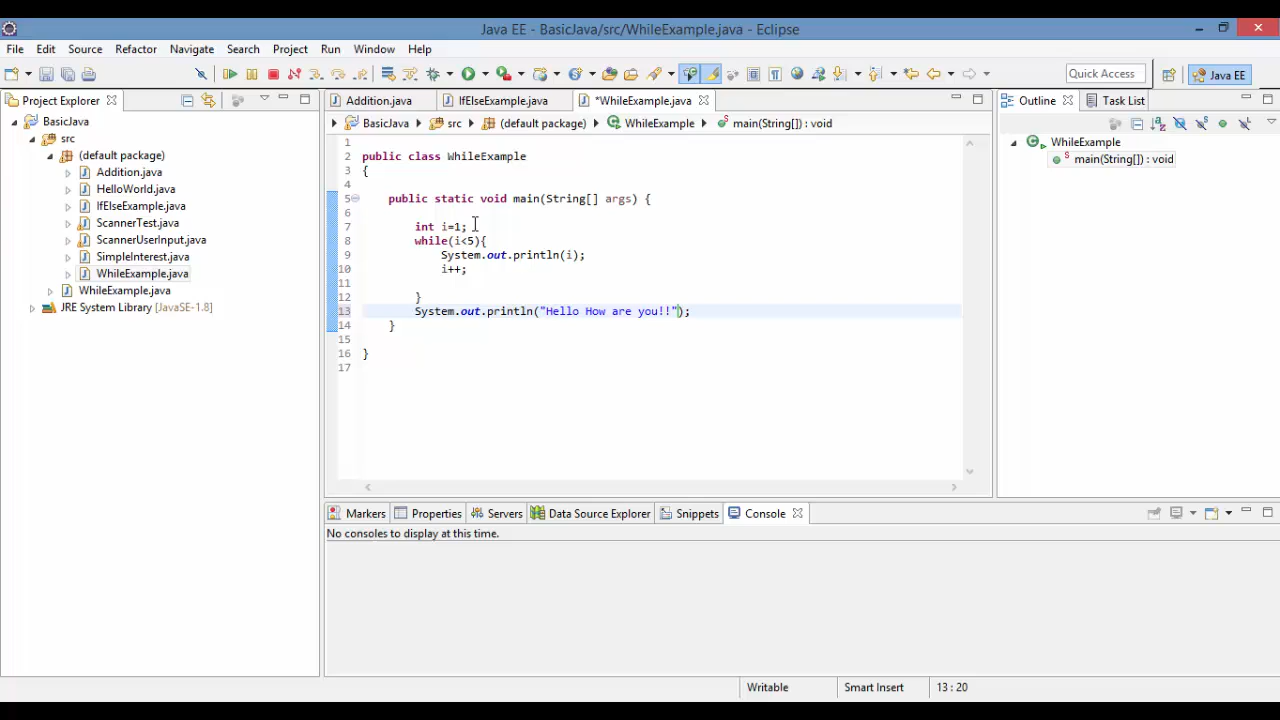 Java EE - BasicJava/src/WhileExample.java - Eclipse
File Edit Source Refactor Navigate Search Project Run Window Help
Quick Access Java EE
Project Explorer
BasicJava
src
(default package)
Addition.java
HelloWorld.java
IfElseExample.java
ScannerTest.java
ScannerUserInput.java
SimpleInterest.java
WhileExample.java
WhileExample.java
JRE System Library [JavaSE-1.8]
Addition.java IfElseExample.java *WhileExample.java
BasicJava src (default package) WhileExample main(String[]) : void
1
2 public class WhileExample
3 {
4
5 public static void main(String[] args) {
6
7 int i=1;
8 while(i<5){
9 System.out.println(i);
10 i++;
11
12 }
13 System.out.println("Hello How are you!!");
14 }
15
16 }
17
Outline Task List
WhileExample
S main(String[]) : void
Markers Properties Servers Data Source Explorer Snippets Console
No consoles to display at this time.
Writable Smart Insert 13 : 20